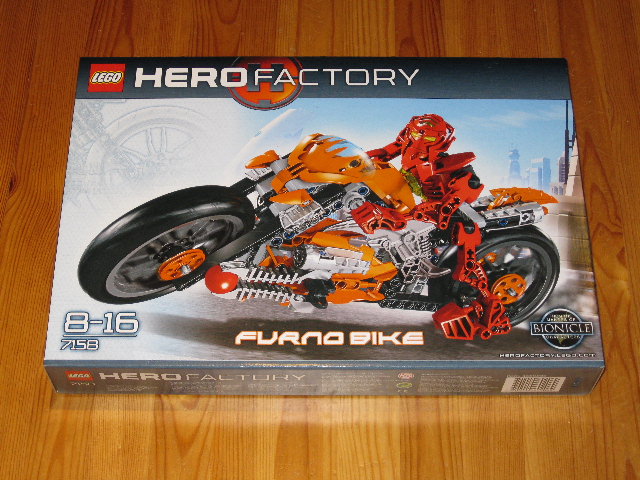 LEGO HERO FACTORY
8-16
7158
FURNO BIKE
BIONICLE
HEROFACTORY.LEGO.COM
LEGO HERO FACTORY